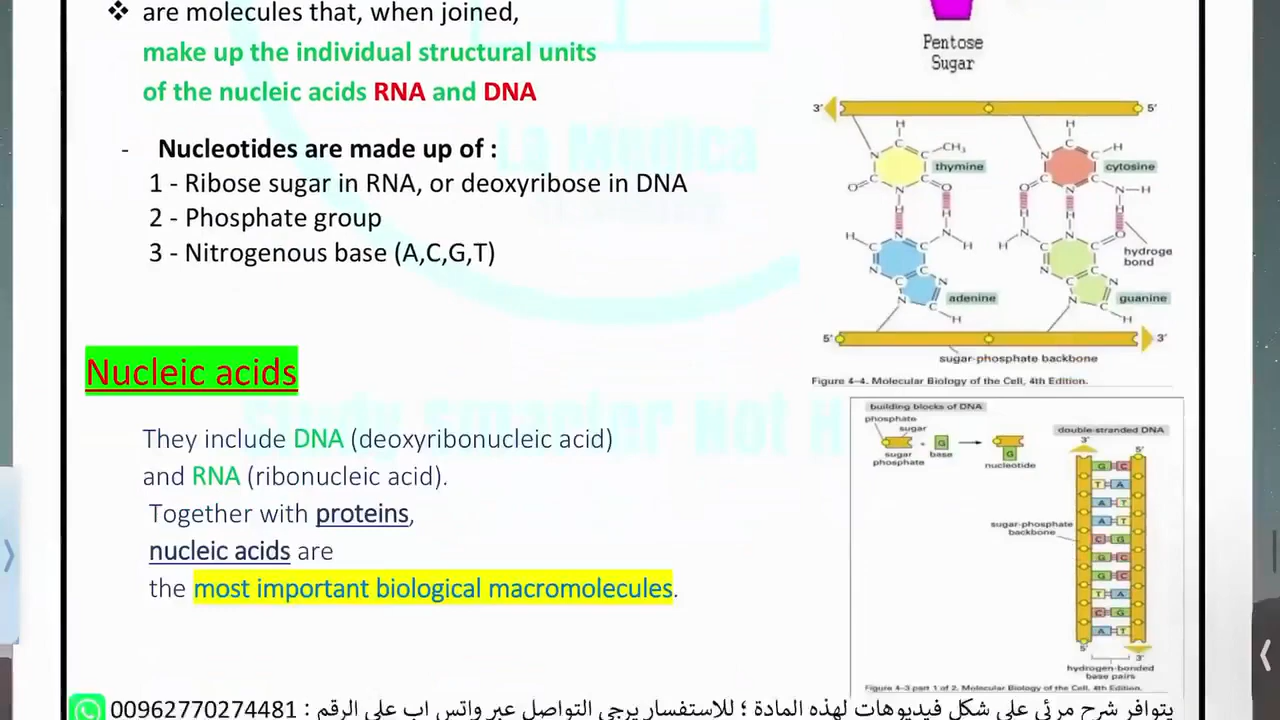 ❖ are molecules that, when joined,
make up the individual structural units
of the nucleic acids RNA and DNA
- Nucleotides are made up of :
1 - Ribose sugar in RNA, or deoxyribose in DNA
2 - Phosphate group
3 - Nitrogenous base (A,C,G,T)
Nucleic acids
They include DNA (deoxyribonucleic acid)
and RNA (ribonucleic acid).
Together with proteins,
nucleic acids are
the most important biological macromolecules.
Pentose
Sugar
3' 5'
H H
CH₃ H
N C C N C C
thymine cytosine
C C C C
O N O O N N-H
H H H H
H N N
H H H O
hydroge
bond
N N N N
adenine guanine
N C N C
H H
5' 3'
sugar-phosphate backbone
Figure 4-4. Molecular Biology of the Cell, 4th Edition.
building blocks of DNA
phosphate
sugar
+ G
sugar
phosphate
base
G
nucleotide
double-stranded DNA
3' 5'
G C
T A
A T
A T
C G
G C
G C
T A
C G
A T
sugar-phosphate
backbone
5' 3'
hydrogen-bonded
base pairs
Figure 4-3 part 1 of 2. Molecular Biology of the Cell, 4th Edition.
La Medica
يتوافر شرح مرئي على شكل فيديوهات لهذه المادة ؛ للاستفسار يرجى التواصل عبر واتس اب على الرقم : 00962770274481